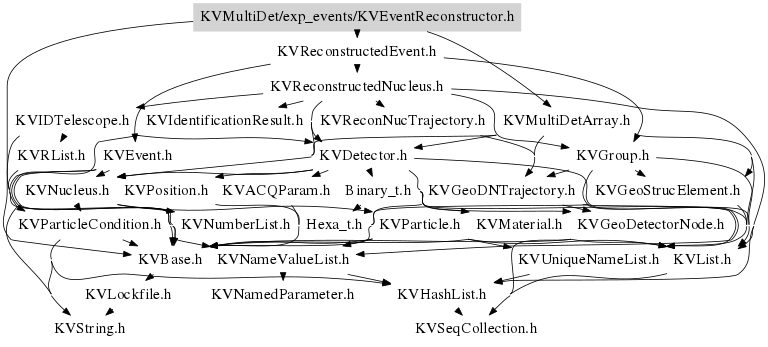 KVMultiDet/exp_events/KVEventReconstructor.h
KVReconstructedEvent.h
KVReconstructedNucleus.h
KVIDTelescope.h KVIdentificationResult.h KVReconNucTrajectory.h KVMultiDetArray.h
KVRList.h KVEvent.h KVDetector.h KVGroup.h
KVNucleus.h KVPosition.h KVACQParam.h Binary_t.h KVGeoDNTrajectory.h KVGeoStrucElement.h
KVParticleCondition.h KVNumberList.h Hexa_t.h KVParticle.h KVMaterial.h KVGeoDetectorNode.h
KVBase.h KVNameValueList.h KVUniqueNameList.h KVList.h
KVLockfile.h KVNamedParameter.h KVHashList.h
KVString.h KVSeqCollection.h